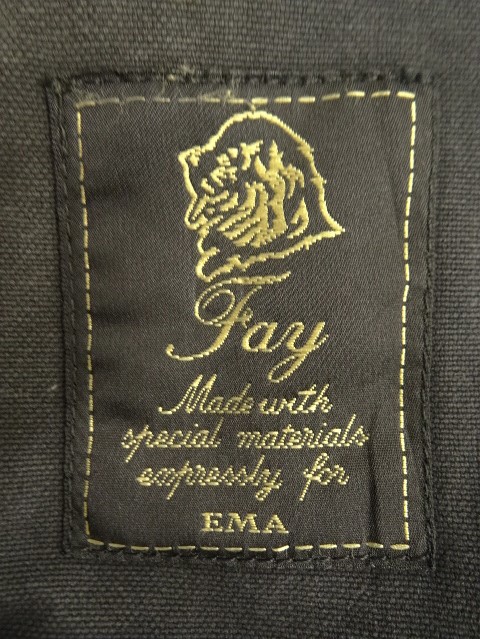 Fay
Made with
special materials
expressly for
EMA